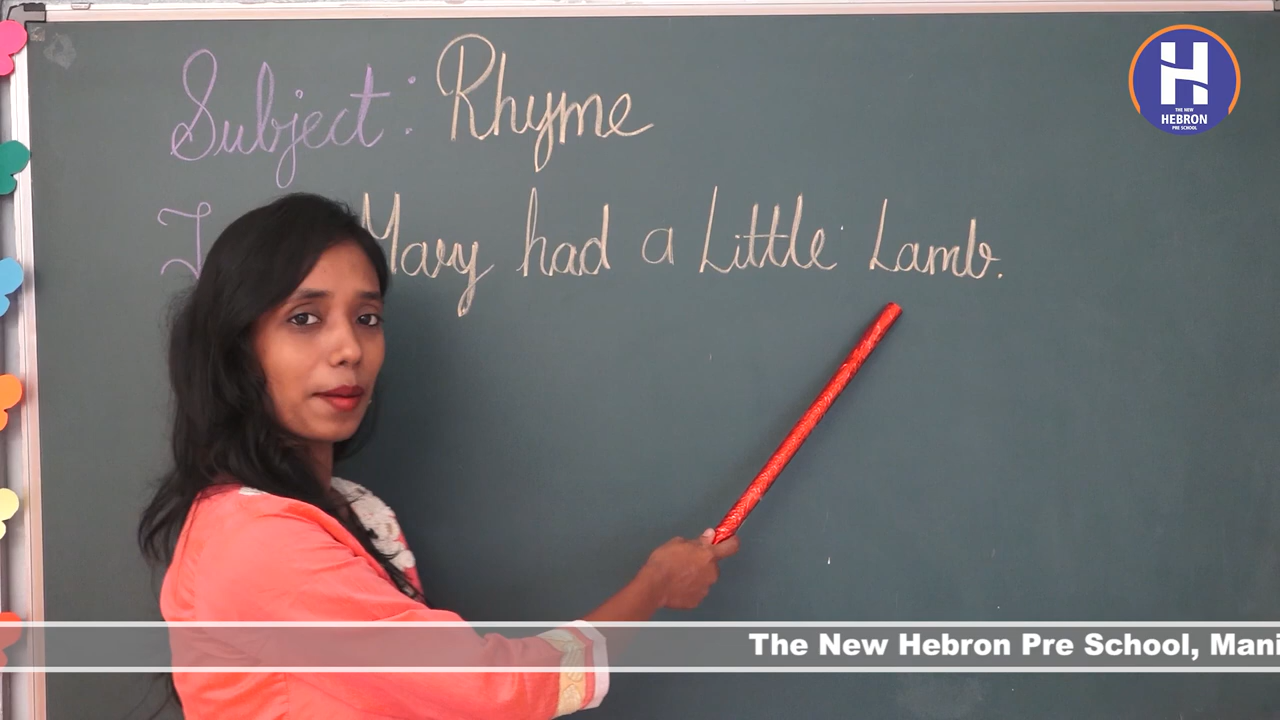 Subject: Rhyme
Mary had a Little Lamb.
H
THE NEW
HEBRON
PRE SCHOOL
The New Hebron Pre School, Mani